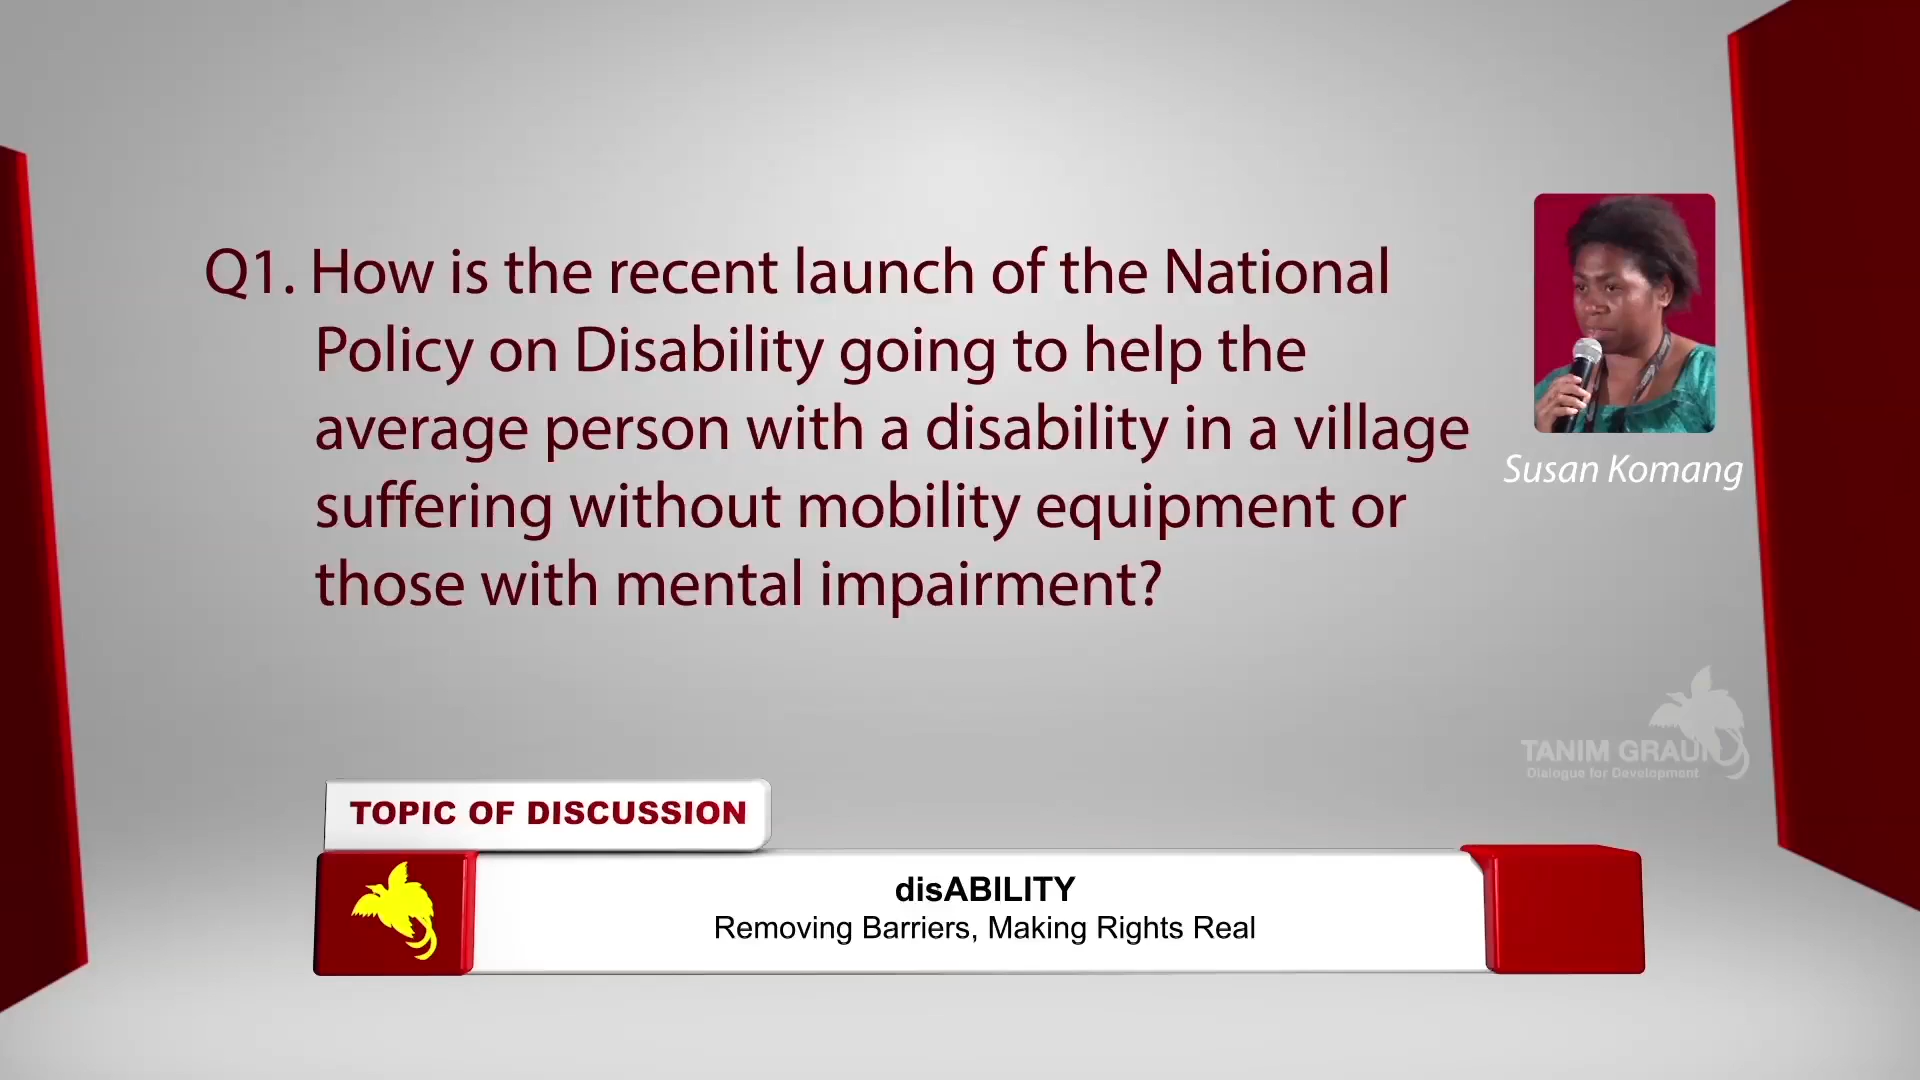 Q1. How is the recent launch of the National
Policy on Disability going to help the
average person with a disability in a village
suffering without mobility equipment or
those with mental impairment?
Susan Komang
TANIM GRAUN
Dialogue for Development
TOPIC OF DISCUSSION
disABILITY
Removing Barriers, Making Rights Real